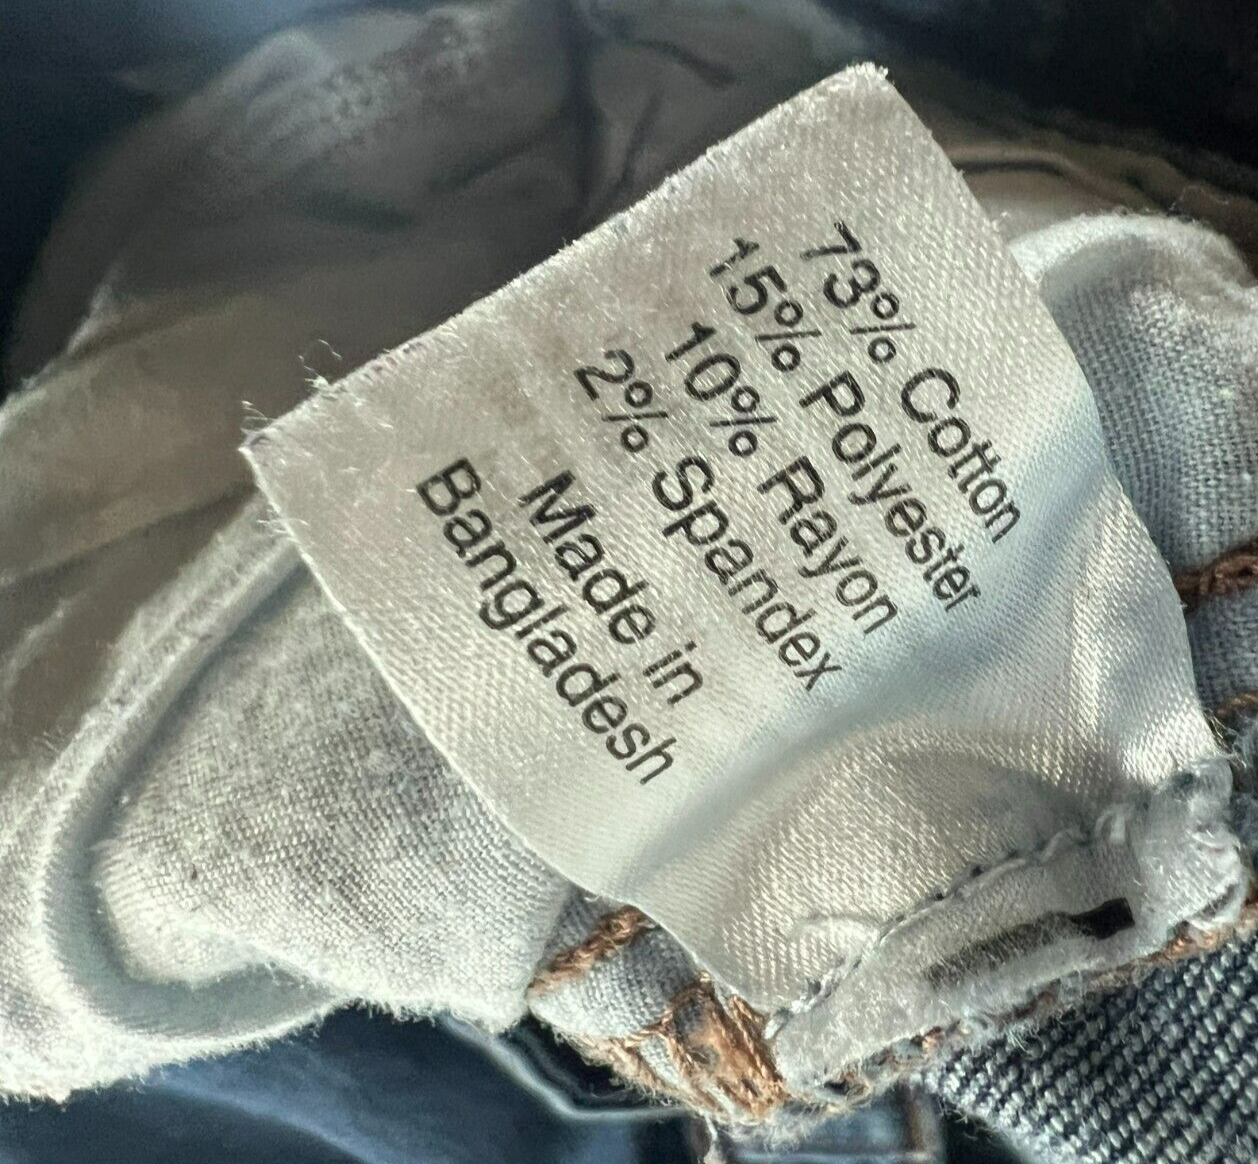 73% Cotton
15% Polyester
10% Rayon
2% Spandex
Made in
Bangladesh